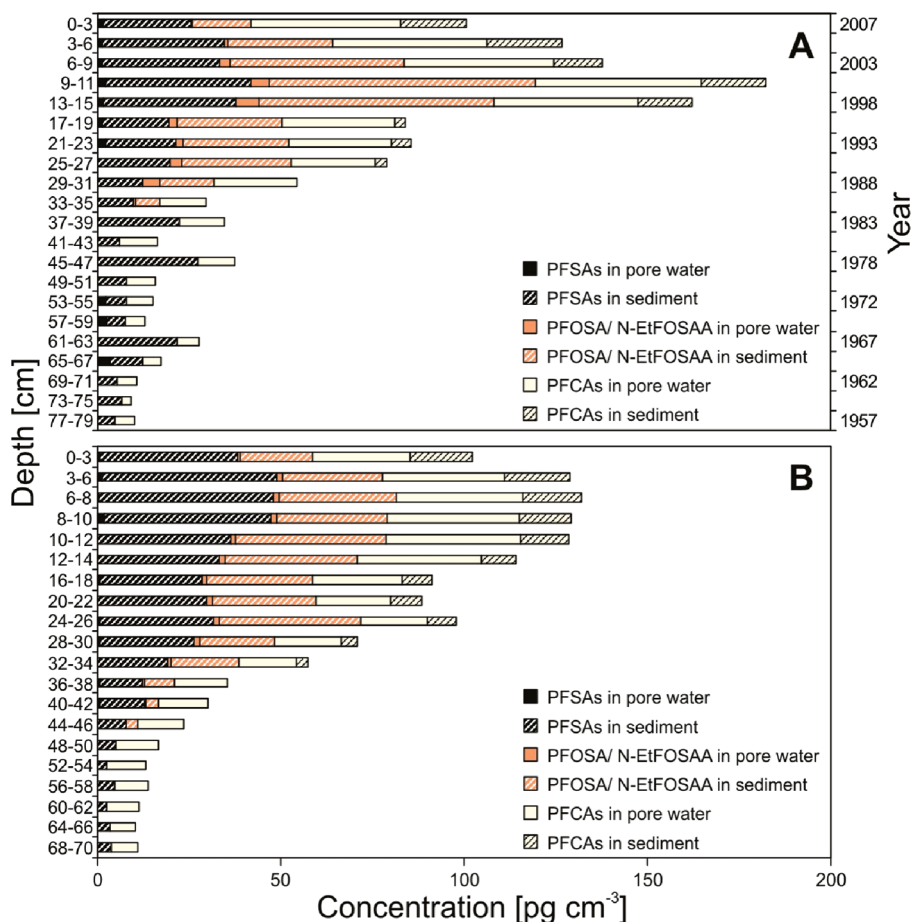 A
0-3 2007
3-6
6-9 2003
9-11
13-15 1998
17-19
21-23 1993
25-27
29-31 1988
33-35
37-39 1983
41-43
45-47 1978
49-51
53-55 1972
57-59
61-63 1967
65-67
69-71 1962
73-75
77-79 1957
Year
PFSAs in pore water
PFSAs in sediment
PFOSA/ N-EtFOSAA in pore water
PFOSA/ N-EtFOSAA in sediment
PFCAs in pore water
PFCAs in sediment
Depth [cm]
B
0-3
3-6
6-8
8-10
10-12
12-14
16-18
20-22
24-26
28-30
32-34
36-38
40-42
44-46
48-50
52-54
56-58
60-62
64-66
68-70
PFSAs in pore water
PFSAs in sediment
PFOSA/ N-EtFOSAA in pore water
PFOSA/ N-EtFOSAA in sediment
PFCAs in pore water
PFCAs in sediment
0 50 100 150 200
Concentration [pg cm⁻³]